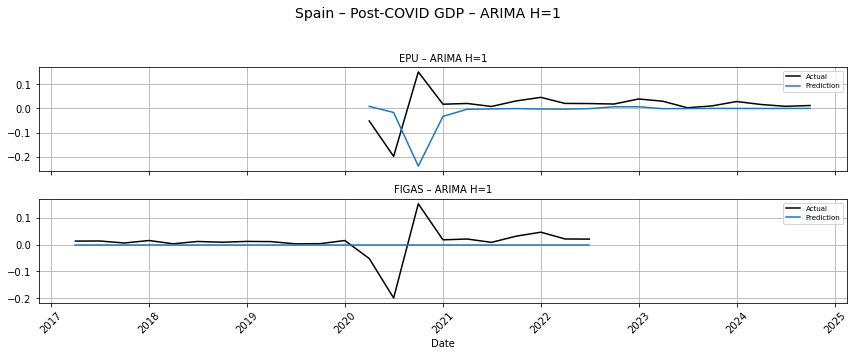 Spain – Post-COVID GDP – ARIMA H=1
EPU – ARIMA H=1
Actual
Prediction
0.1
0.0
−0.1
−0.2
FIGAS – ARIMA H=1
Actual
Prediction
0.1
0.0
−0.1
−0.2
2017
2018
2019
2020
2021
2022
2023
2024
2025
Date